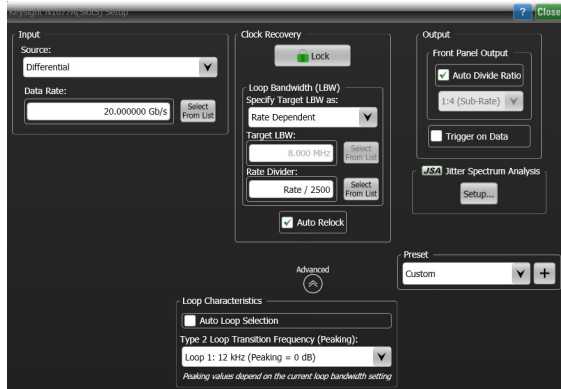 Keysight N1077A(Slot5) Setup
? Close
Input
Source:
Differential
Data Rate:
20.000000 Gb/s
Select From List
Clock Recovery
Lock
Loop Bandwidth (LBW)
Specify Target LBW as:
Rate Dependent
Target LBW:
8.000 MHz
Select From List
Rate Divider:
Rate / 2500
Select From List
Auto Relock
Output
Front Panel Output
Auto Divide Ratio
1:4 (Sub-Rate)
Trigger on Data
JSA Jitter Spectrum Analysis
Setup...
Preset
Custom
+
Advanced
Loop Characteristics
Auto Loop Selection
Type 2 Loop Transition Frequency (Peaking):
Loop 1: 12 kHz (Peaking = 0 dB)
Peaking values depend on the current loop bandwidth setting